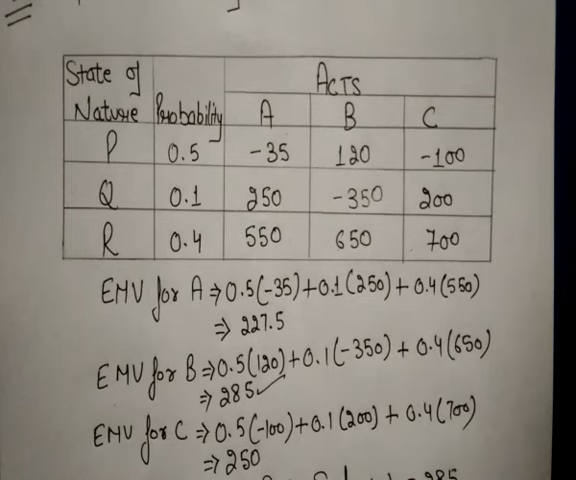 State of Nature Probability ACTS
A B C
P 0.5 -35 120 -100
Q 0.1 250 -350 200
R 0.4 550 650 700
EMV for A ⇒ 0.5(-35)+0.1(250)+0.4(550)
⇒ 227.5
EMV for B ⇒ 0.5(120)+0.1(-350)+0.4(650)
⇒ 285 ✓
EMV for C ⇒ 0.5(-100)+0.1(200)+0.4(700)
⇒ 250
285